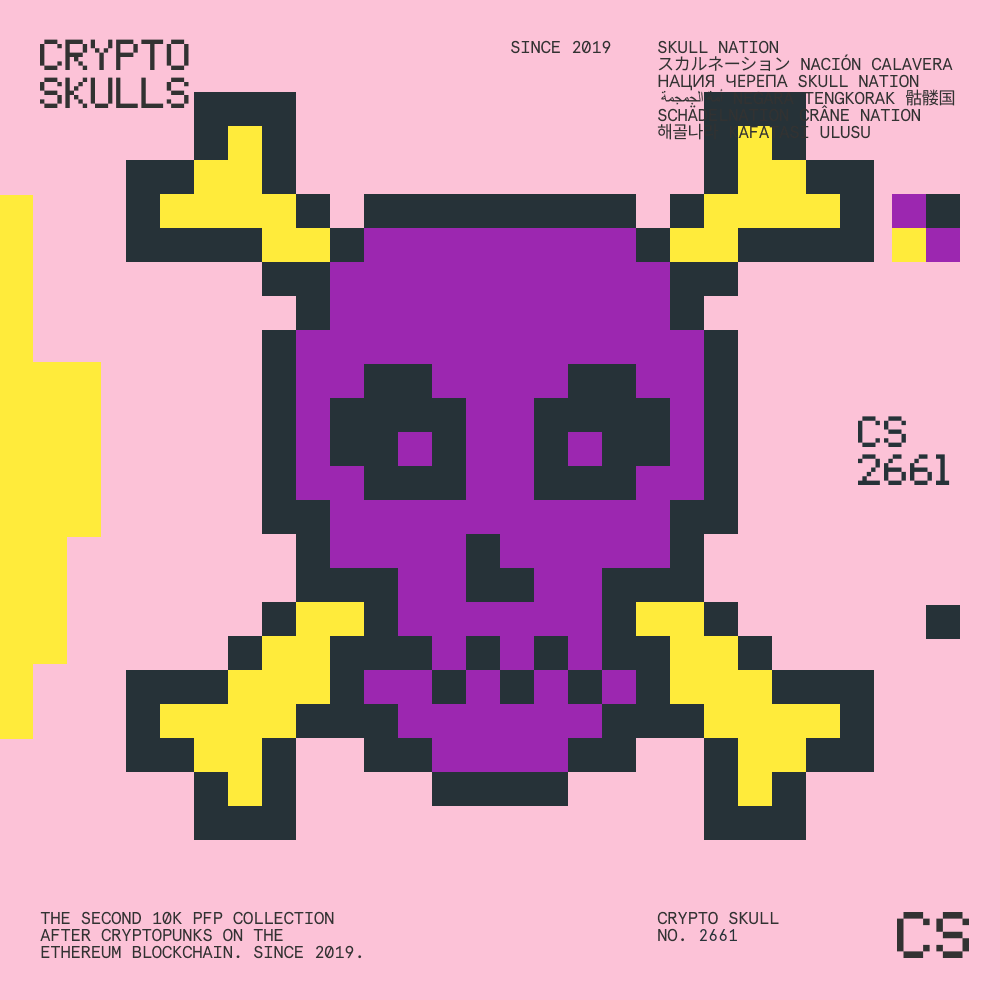 CRYPTO
SKULLS
SINCE 2019
SKULL NATION
スカルネーション NACIÓN CALAVERA
НАЦИЯ ЧЕРЕПА SKULL NATION
TENGKORAK 骷髅国
CRÂNE NATION
ULUSU
CS
2661
THE SECOND 10K PFP COLLECTION
AFTER CRYPTOPUNKS ON THE
ETHEREUM BLOCKCHAIN. SINCE 2019.
CRYPTO SKULL
NO. 2661
CS